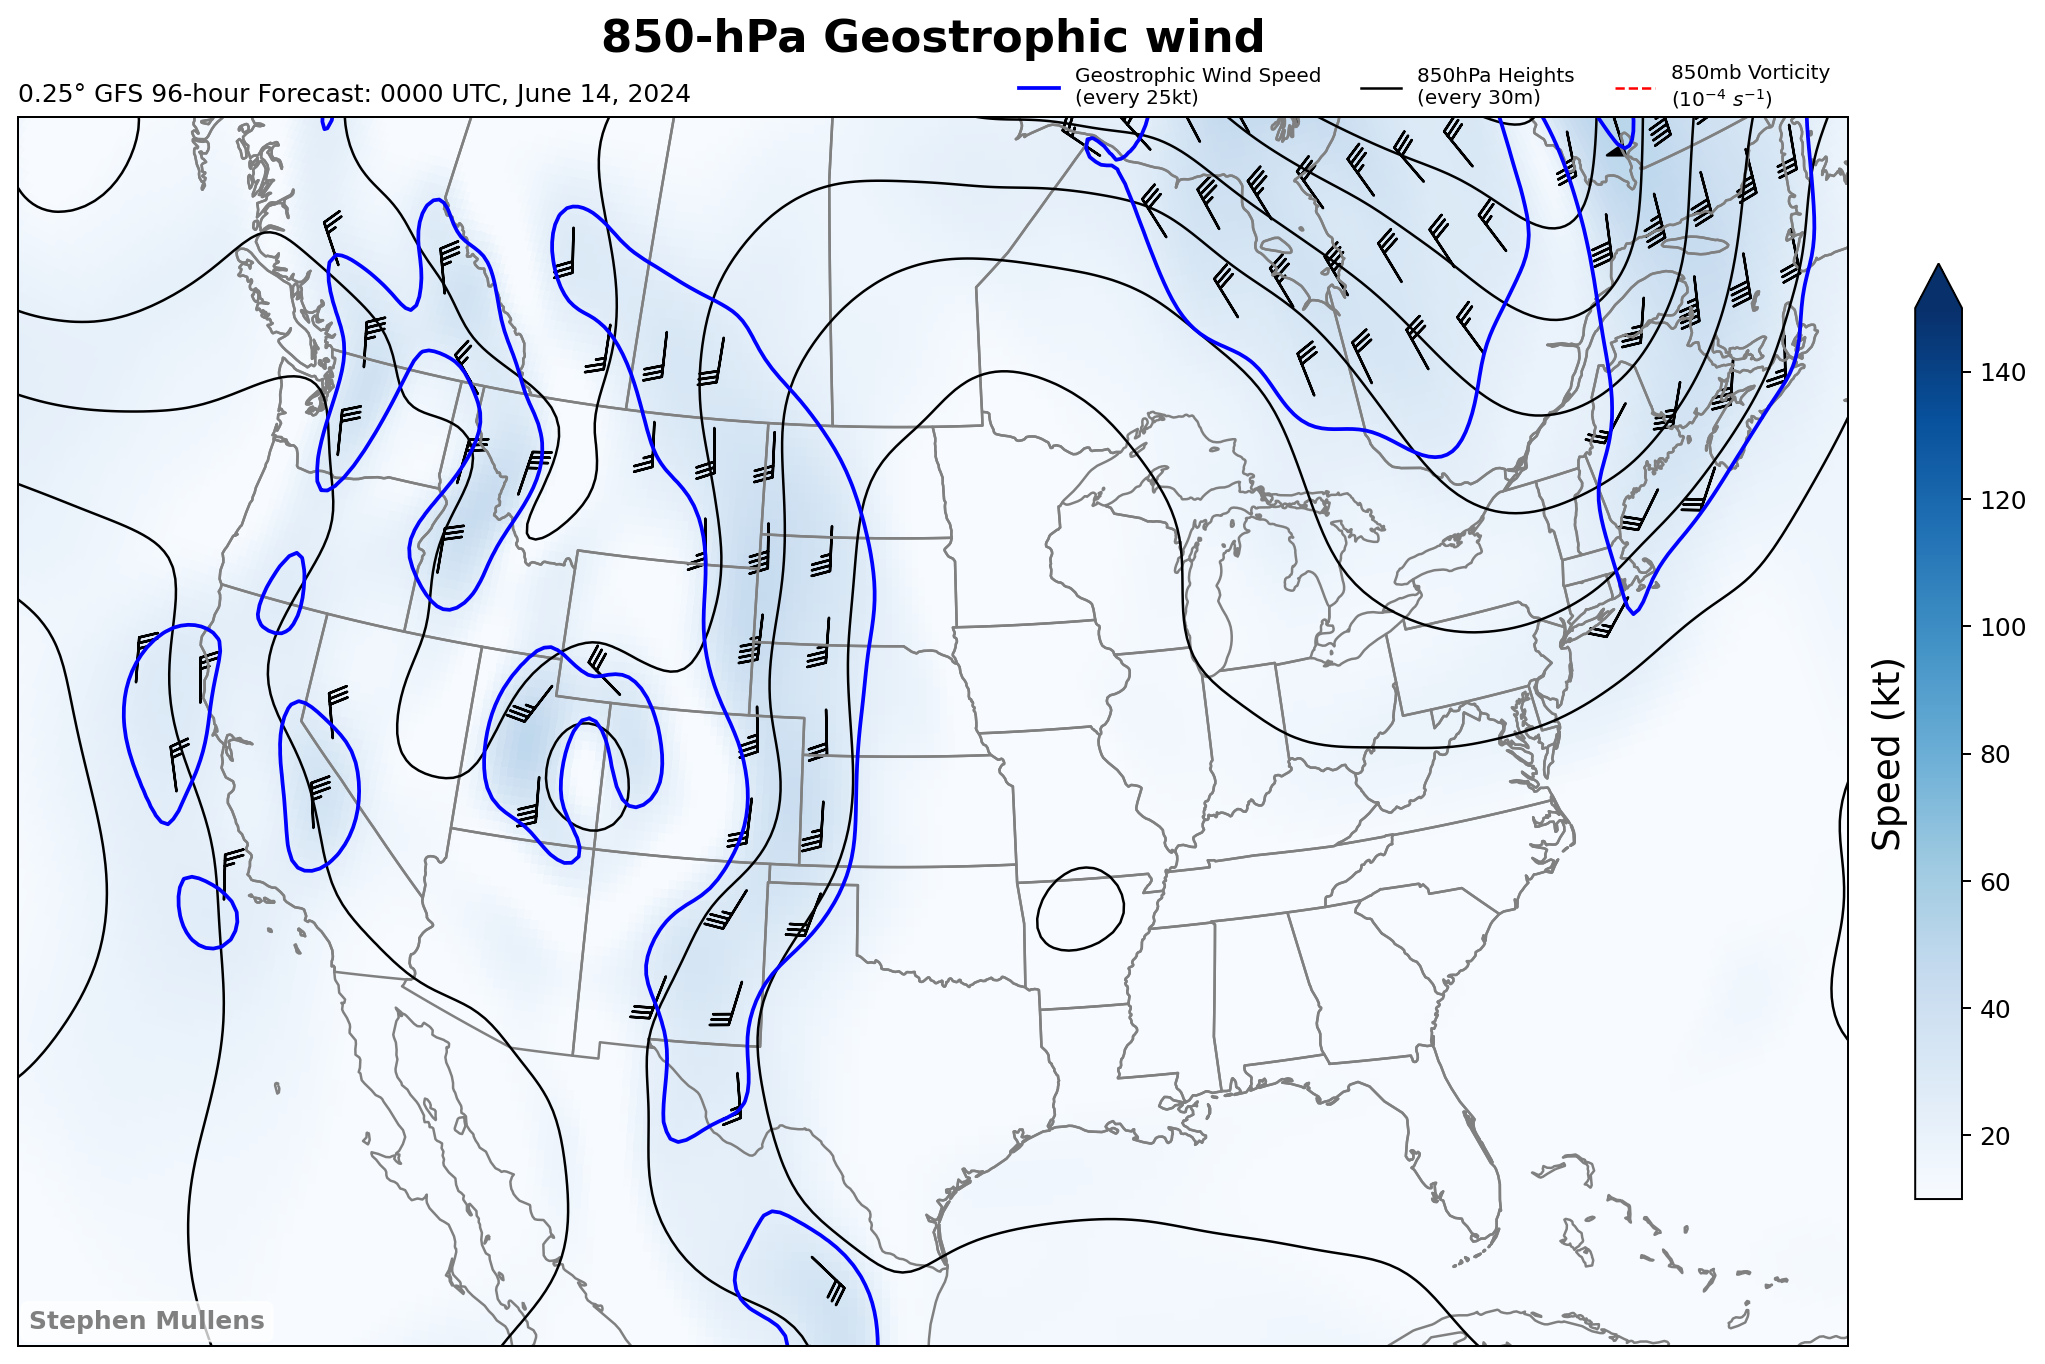 850-hPa Geostrophic wind
0.25° GFS 96-hour Forecast: 0000 UTC, June 14, 2024
Geostrophic Wind Speed
(every 25kt)
850hPa Heights
(every 30m)
850mb Vorticity
(10⁻⁴ s⁻¹)
140
120
100
80
60
40
20
Speed (kt)
Stephen Mullens